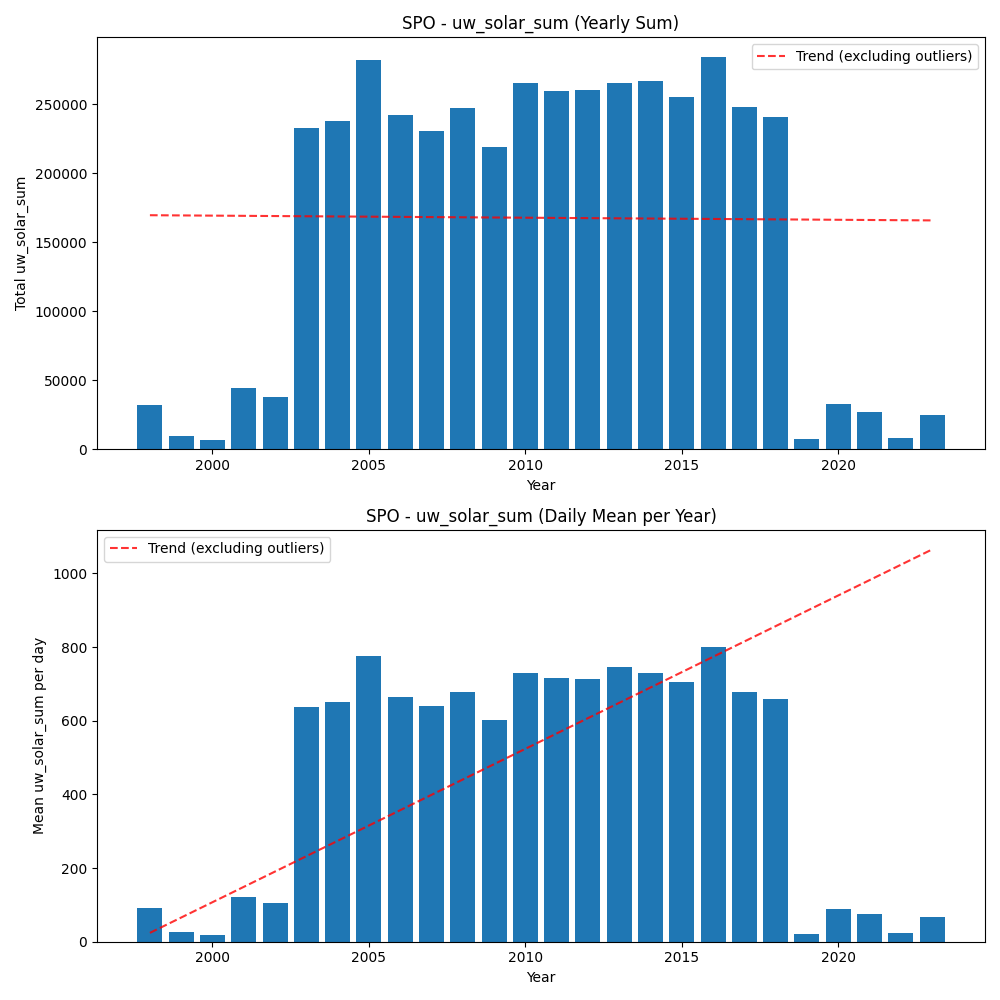 SPO - uw_solar_sum (Yearly Sum)
Trend (excluding outliers)
Total uw_solar_sum
250000
200000
150000
100000
50000
0
2000 2005 2010 2015 2020
Year
SPO - uw_solar_sum (Daily Mean per Year)
Trend (excluding outliers)
Mean uw_solar_sum per day
1000
800
600
400
200
0
2000 2005 2010 2015 2020
Year